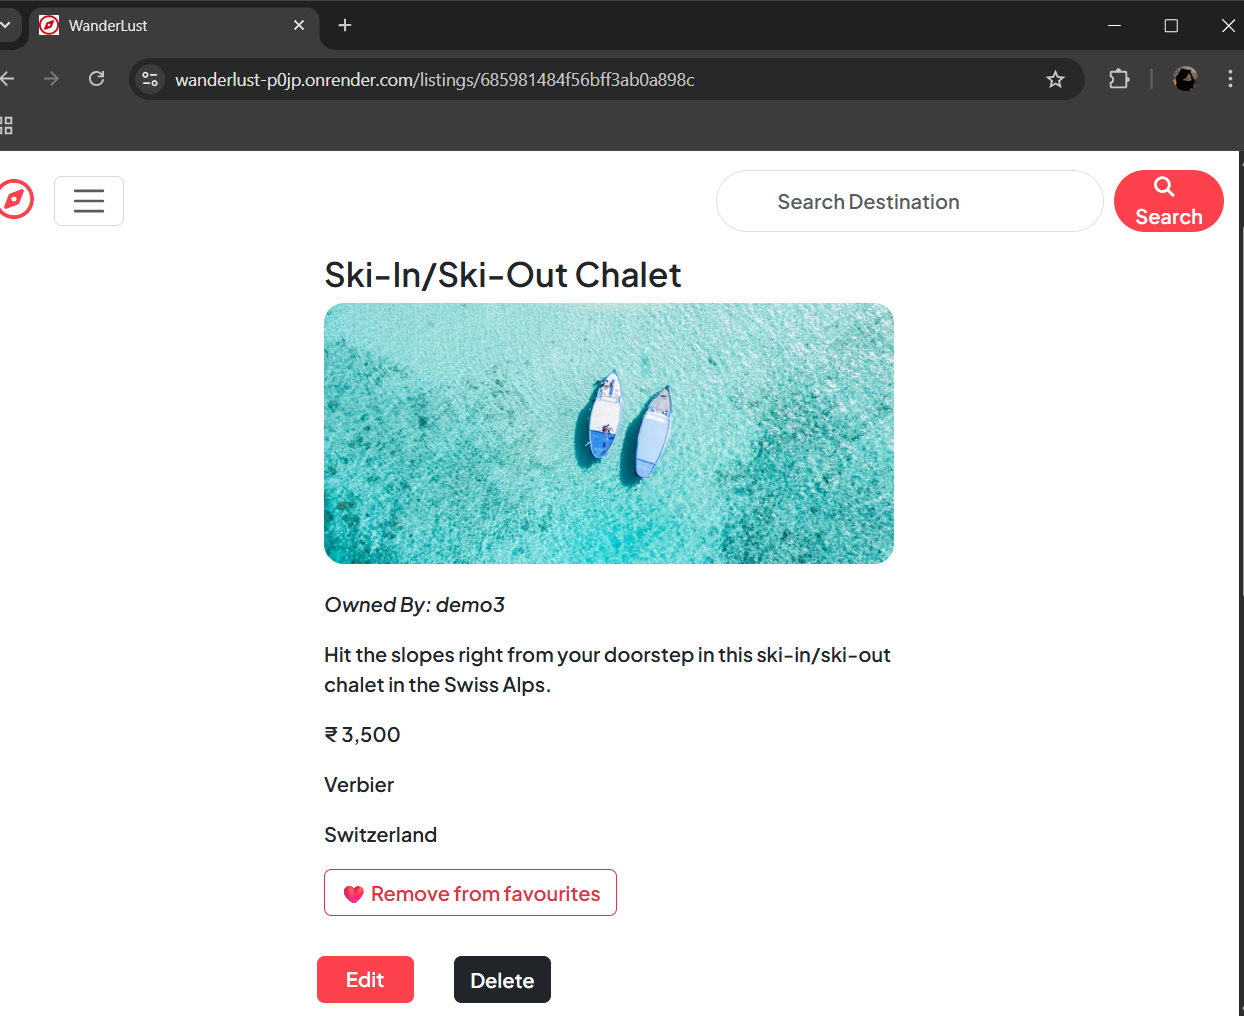 WanderLust
wanderlust-p0jp.onrender.com/listings/685981484f56bff3ab0a898c
Search Destination
Search
Ski-In/Ski-Out Chalet
Owned By: demo3
Hit the slopes right from your doorstep in this ski-in/ski-out
chalet in the Swiss Alps.
₹ 3,500
Verbier
Switzerland
Remove from favourites
Edit
Delete